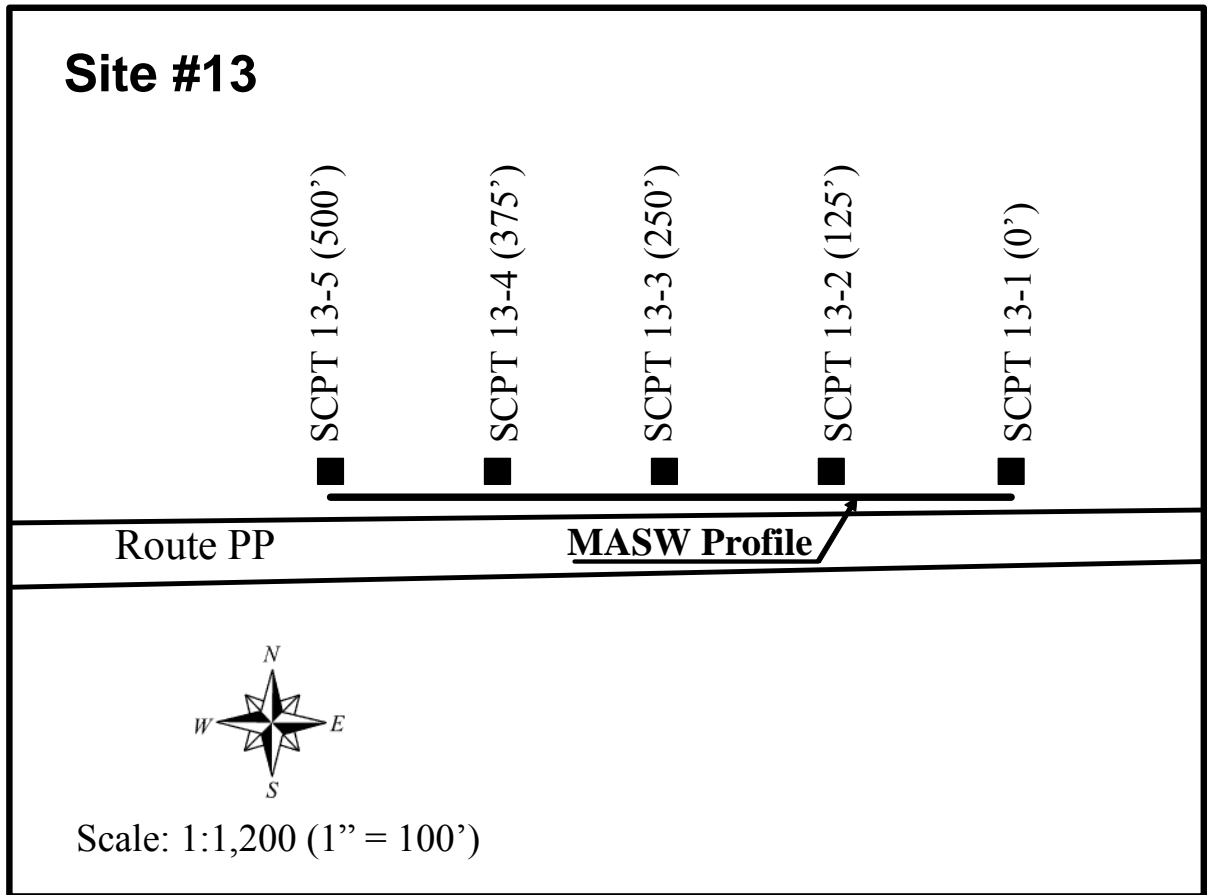 Site #13
SCPT 13-5 (500’)
SCPT 13-4 (375’)
SCPT 13-3 (250’)
SCPT 13-2 (125’)
SCPT 13-1 (0’)
Route PP
MASW Profile
N
W
E
S
Scale: 1:1,200 (1” = 100’)